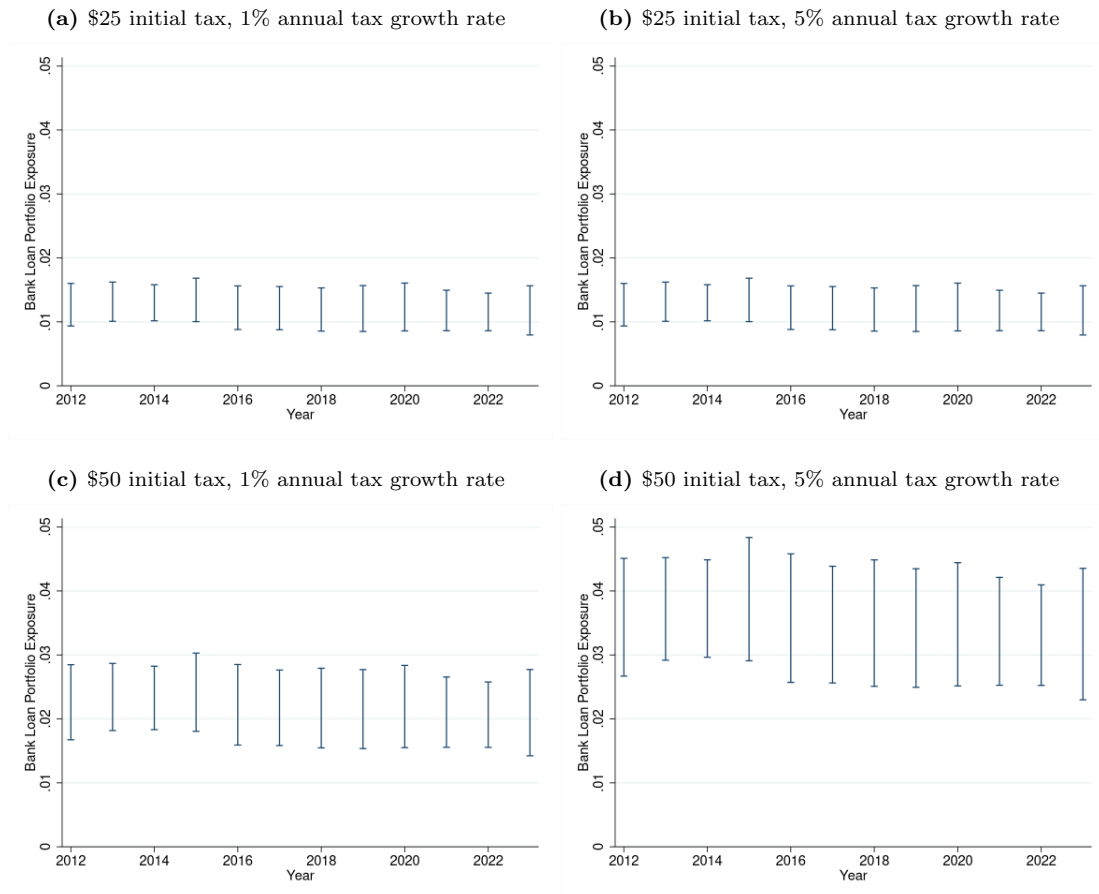 (a) $25 initial tax, 1% annual tax growth rate
Bank Loan Portfolio Exposure
.05
.04
.03
.02
.01
0
2012 2014 2016 2018 2020 2022
Year
(b) $25 initial tax, 5% annual tax growth rate
Bank Loan Portfolio Exposure
.05
.04
.03
.02
.01
0
2012 2014 2016 2018 2020 2022
Year
(c) $50 initial tax, 1% annual tax growth rate
Bank Loan Portfolio Exposure
.05
.04
.03
.02
.01
0
2012 2014 2016 2018 2020 2022
Year
(d) $50 initial tax, 5% annual tax growth rate
Bank Loan Portfolio Exposure
.05
.04
.03
.02
.01
0
2012 2014 2016 2018 2020 2022
Year